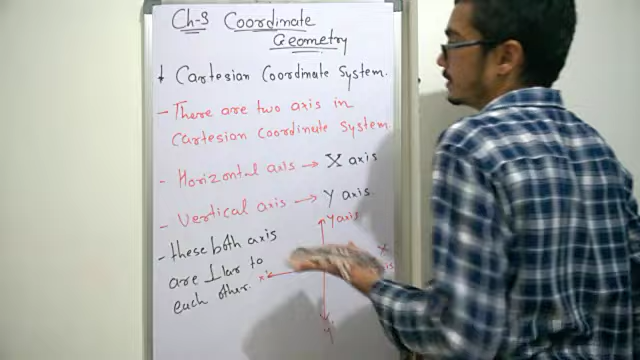 Ch-3 Coordinate
Geometry
+ Cartesian Coordinate System.
- There are two axis in
Cartesian Coordinate System.
- Horizontal axis → X axis
- Vertical axis → Y axis.
Y axis
- these both axis
are ⊥lar to
each other.
X
x'
Y'